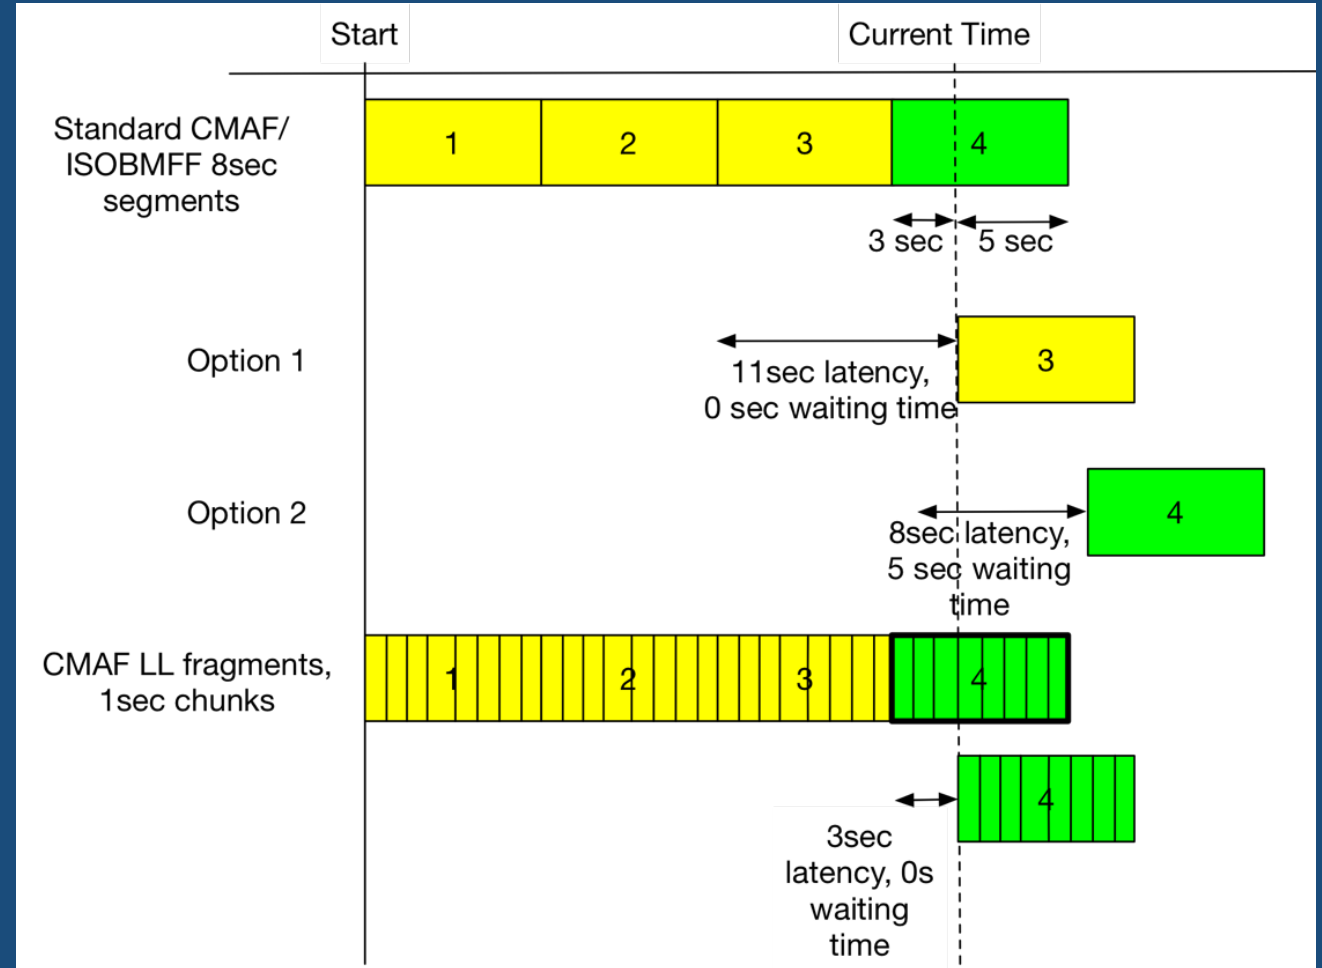 Start
Current Time
Standard CMAF/
ISOBMFF 8sec
segments
1
2
3
4
3 sec
5 sec
Option 1
11sec latency,
0 sec waiting time
3
Option 2
8sec latency,
5 sec waiting
time
4
CMAF LL fragments,
1sec chunks
1
2
3
4
3sec
latency, 0s
waiting
time
4